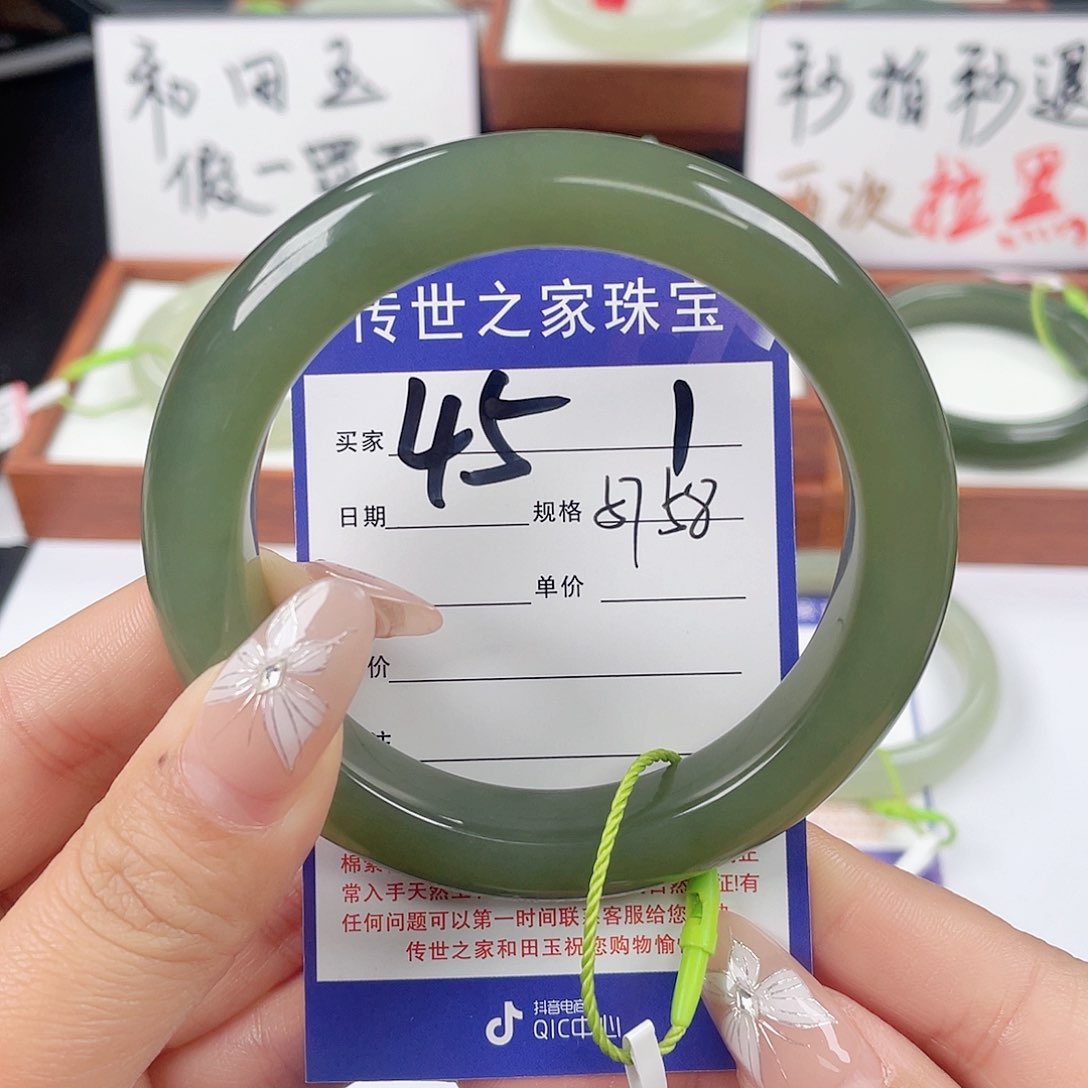 和田玉
假一罢
秒拍秒退
再次拉黑
传世之家珠宝
买家 45 1
日期 规格 58
单价
价
常入手天然
证!有
任何问题可以第一时间联系客服给您
传世之家和田玉祝您购物愉
抖音电商
QIC中心